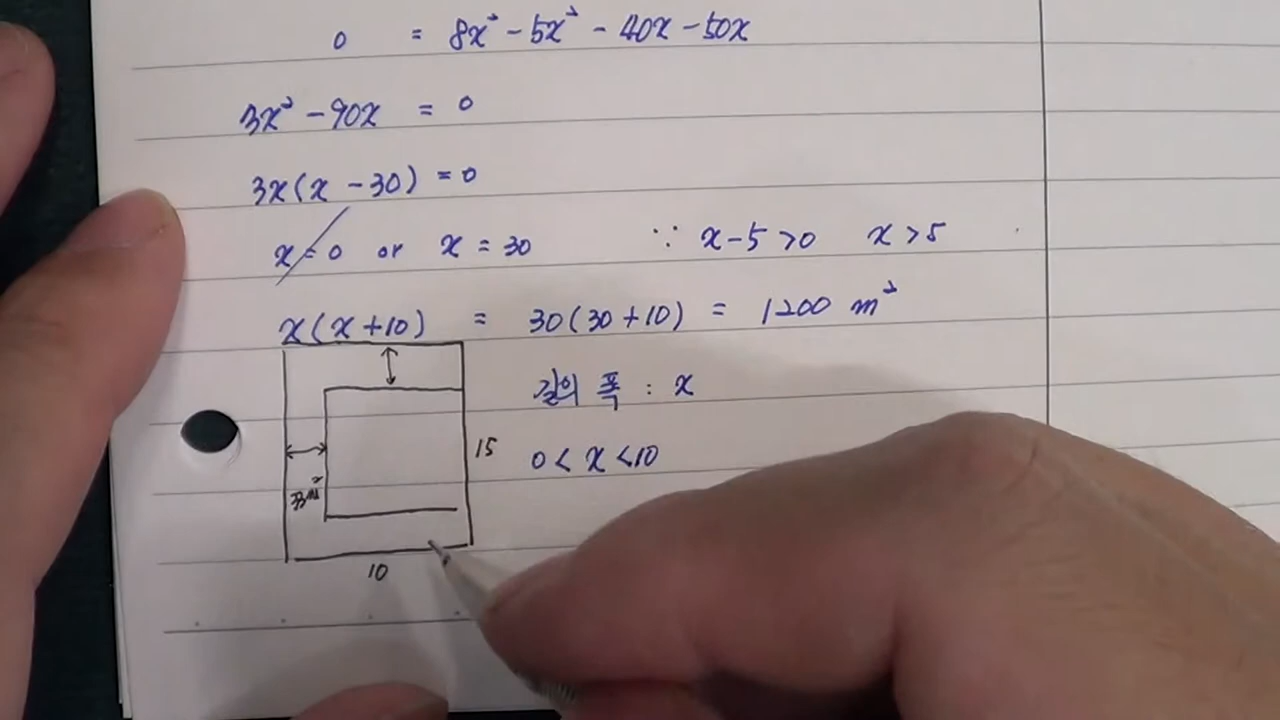 0 = 8x² - 5x² - 40x - 50x
3x² - 90x = 0
3x(x - 30) = 0
x = 0 or x = 30 ∵ x - 5 > 0 x > 5
x(x + 10) = 30(30 + 10) = 1200 m²
길의 폭 : x
15
0 < x < 10
m²
10